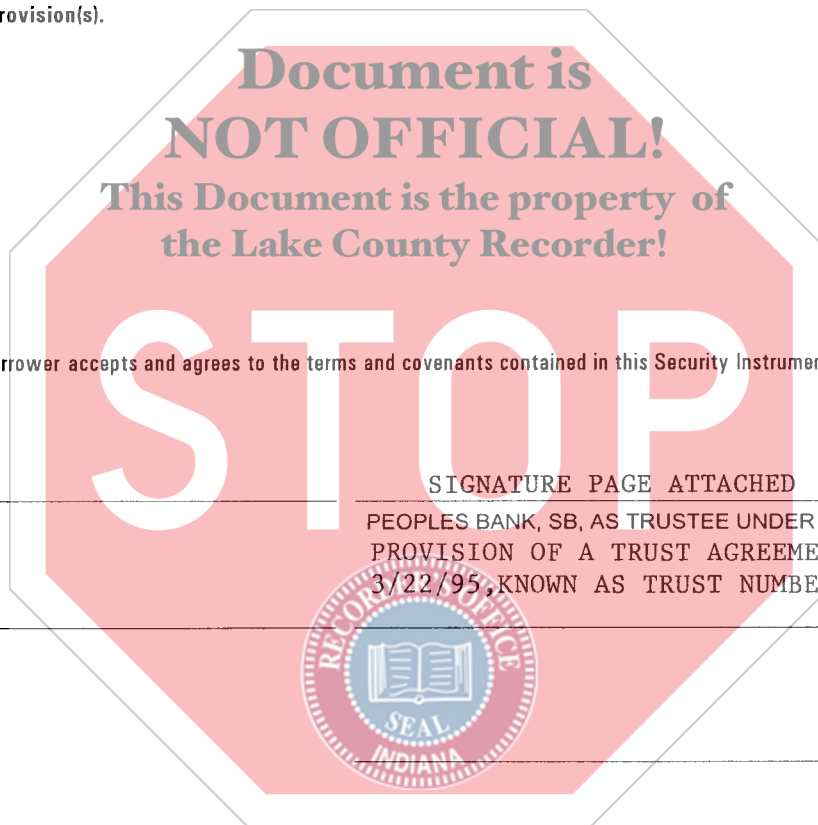 rovision(s).
Document is
NOT OFFICIAL!
This Document is the property of
the Lake County Recorder!
STOP
rrower accepts and agrees to the terms and covenants contained in this Security Instrumen
SIGNATURE PAGE ATTACHED
PEOPLES BANK, SB, AS TRUSTEE UNDER
PROVISION OF A TRUST AGREEME
3/22/95,KNOWN AS TRUST NUMBE
RECORDER'S OFFICE
SEAL
INDIANA